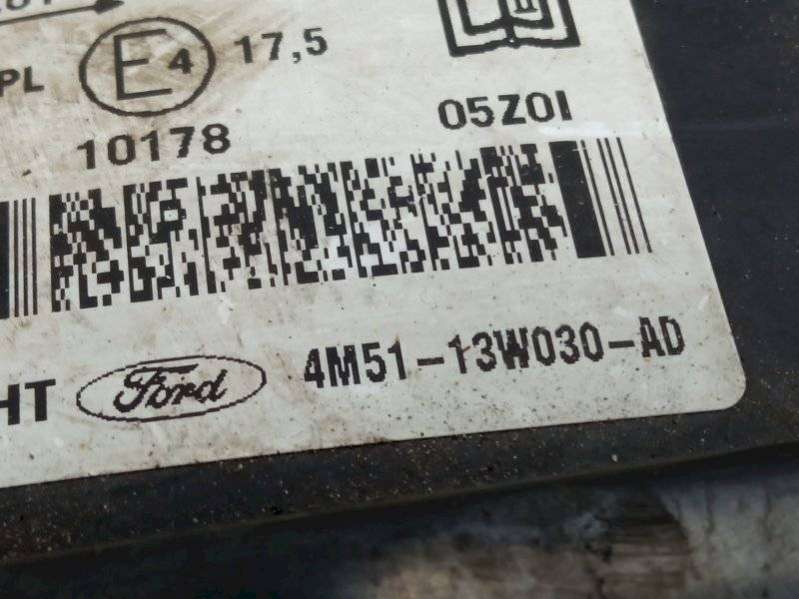 PL E4 17,5
10178 05Z0I
HT Ford 4M51-13W030-AD